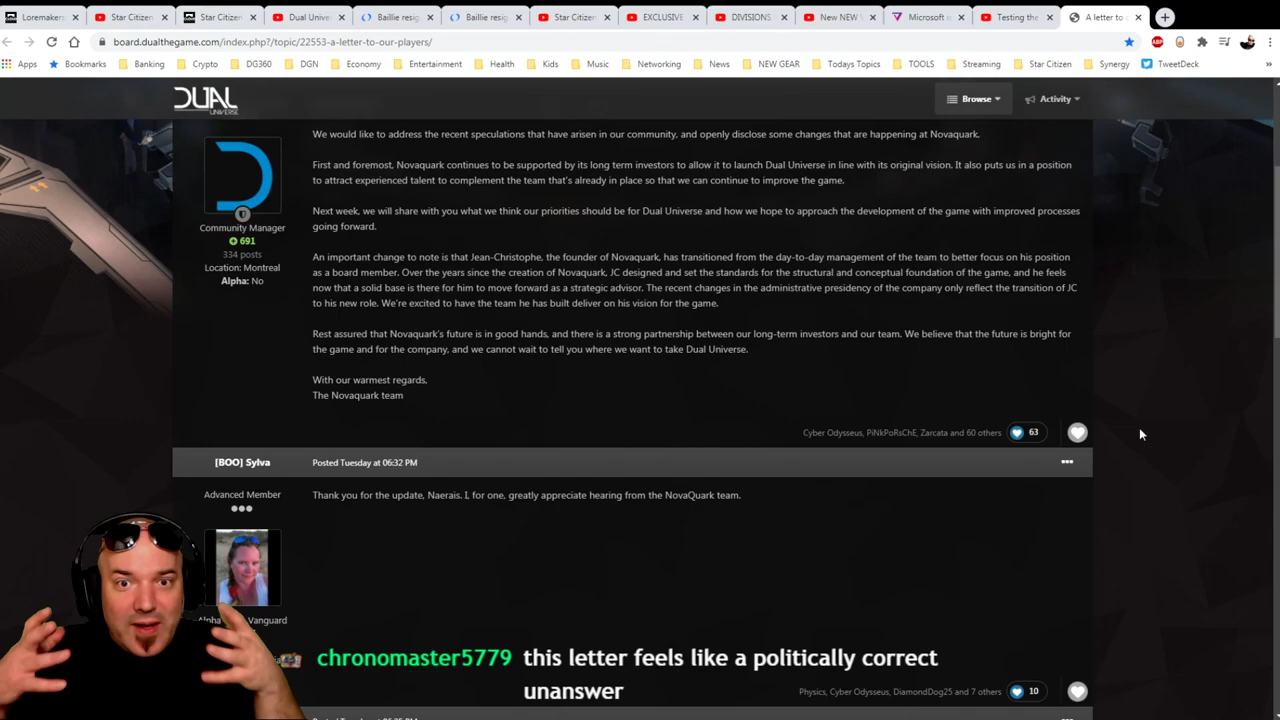 Loremakers
Star Citizen
Star Citizen
Dual Univer
Baillie resig
Baillie resig
Star Citizen
EXCLUSIVE
DIVISIONS
New NEW
Microsoft
Testing the
A letter to
board.dualthegame.com/index.php?/topic/22553-a-letter-to-our-players/
Apps
Bookmarks
Banking
Crypto
DG360
DGN
Economy
Entertainment
Health
Kids
Music
Networking
News
NEW GEAR
Todays Topics
TOOLS
Streaming
Star Citizen
Synergy
TweetDeck
DUAL
UNIVERSE
Browse
Activity
We would like to address the recent speculations that have arisen in our community, and openly disclose some changes that are happening at Novaquark.
First and foremost, Novaquark continues to be supported by its long term investors to allow it to launch Dual Universe in line with its original vision. It also puts us in a position
to attract experienced talent to complement the team that's already in place so that we can continue to improve the game.
Next week, we will share with you what we think our priorities should be for Dual Universe and how we hope to approach the development of the game with improved processes
going forward.
An important change to note is that Jean-Christophe, the founder of Novaquark, has transitioned from the day-to-day management of the team to better focus on his position
as a board member. Over the years since the creation of Novaquark, JC designed and set the standards for the structural and conceptual foundation of the game, and he feels
now that a solid base is there for him to move forward as a strategic advisor. The recent changes in the administrative presidency of the company only reflect the transition of JC
to his new role. We're excited to have the team he has built deliver on his vision for the game.
Rest assured that Novaquark's future is in good hands, and there is a strong partnership between our long-term investors and our team. We believe that the future is bright for
the game and for the company, and we cannot wait to tell you where we want to take Dual Universe.
With our warmest regards,
The Novaquark team
Community Manager
691
334 posts
Location: Montreal
Alpha: No
Cyber Odysseus, PiNkPoRsChE, Zarcata and 60 others
63
[BOO] Sylva
Posted Tuesday at 06:32 PM
Advanced Member
Thank you for the update, Naerais. I, for one, greatly appreciate hearing from the NovaQuark team.
Alpha
Vanguard
chronomaster5779 this letter feels like a politically correct
unanswer
Physics, Cyber Odysseus, DiamondDog25 and 7 others
10